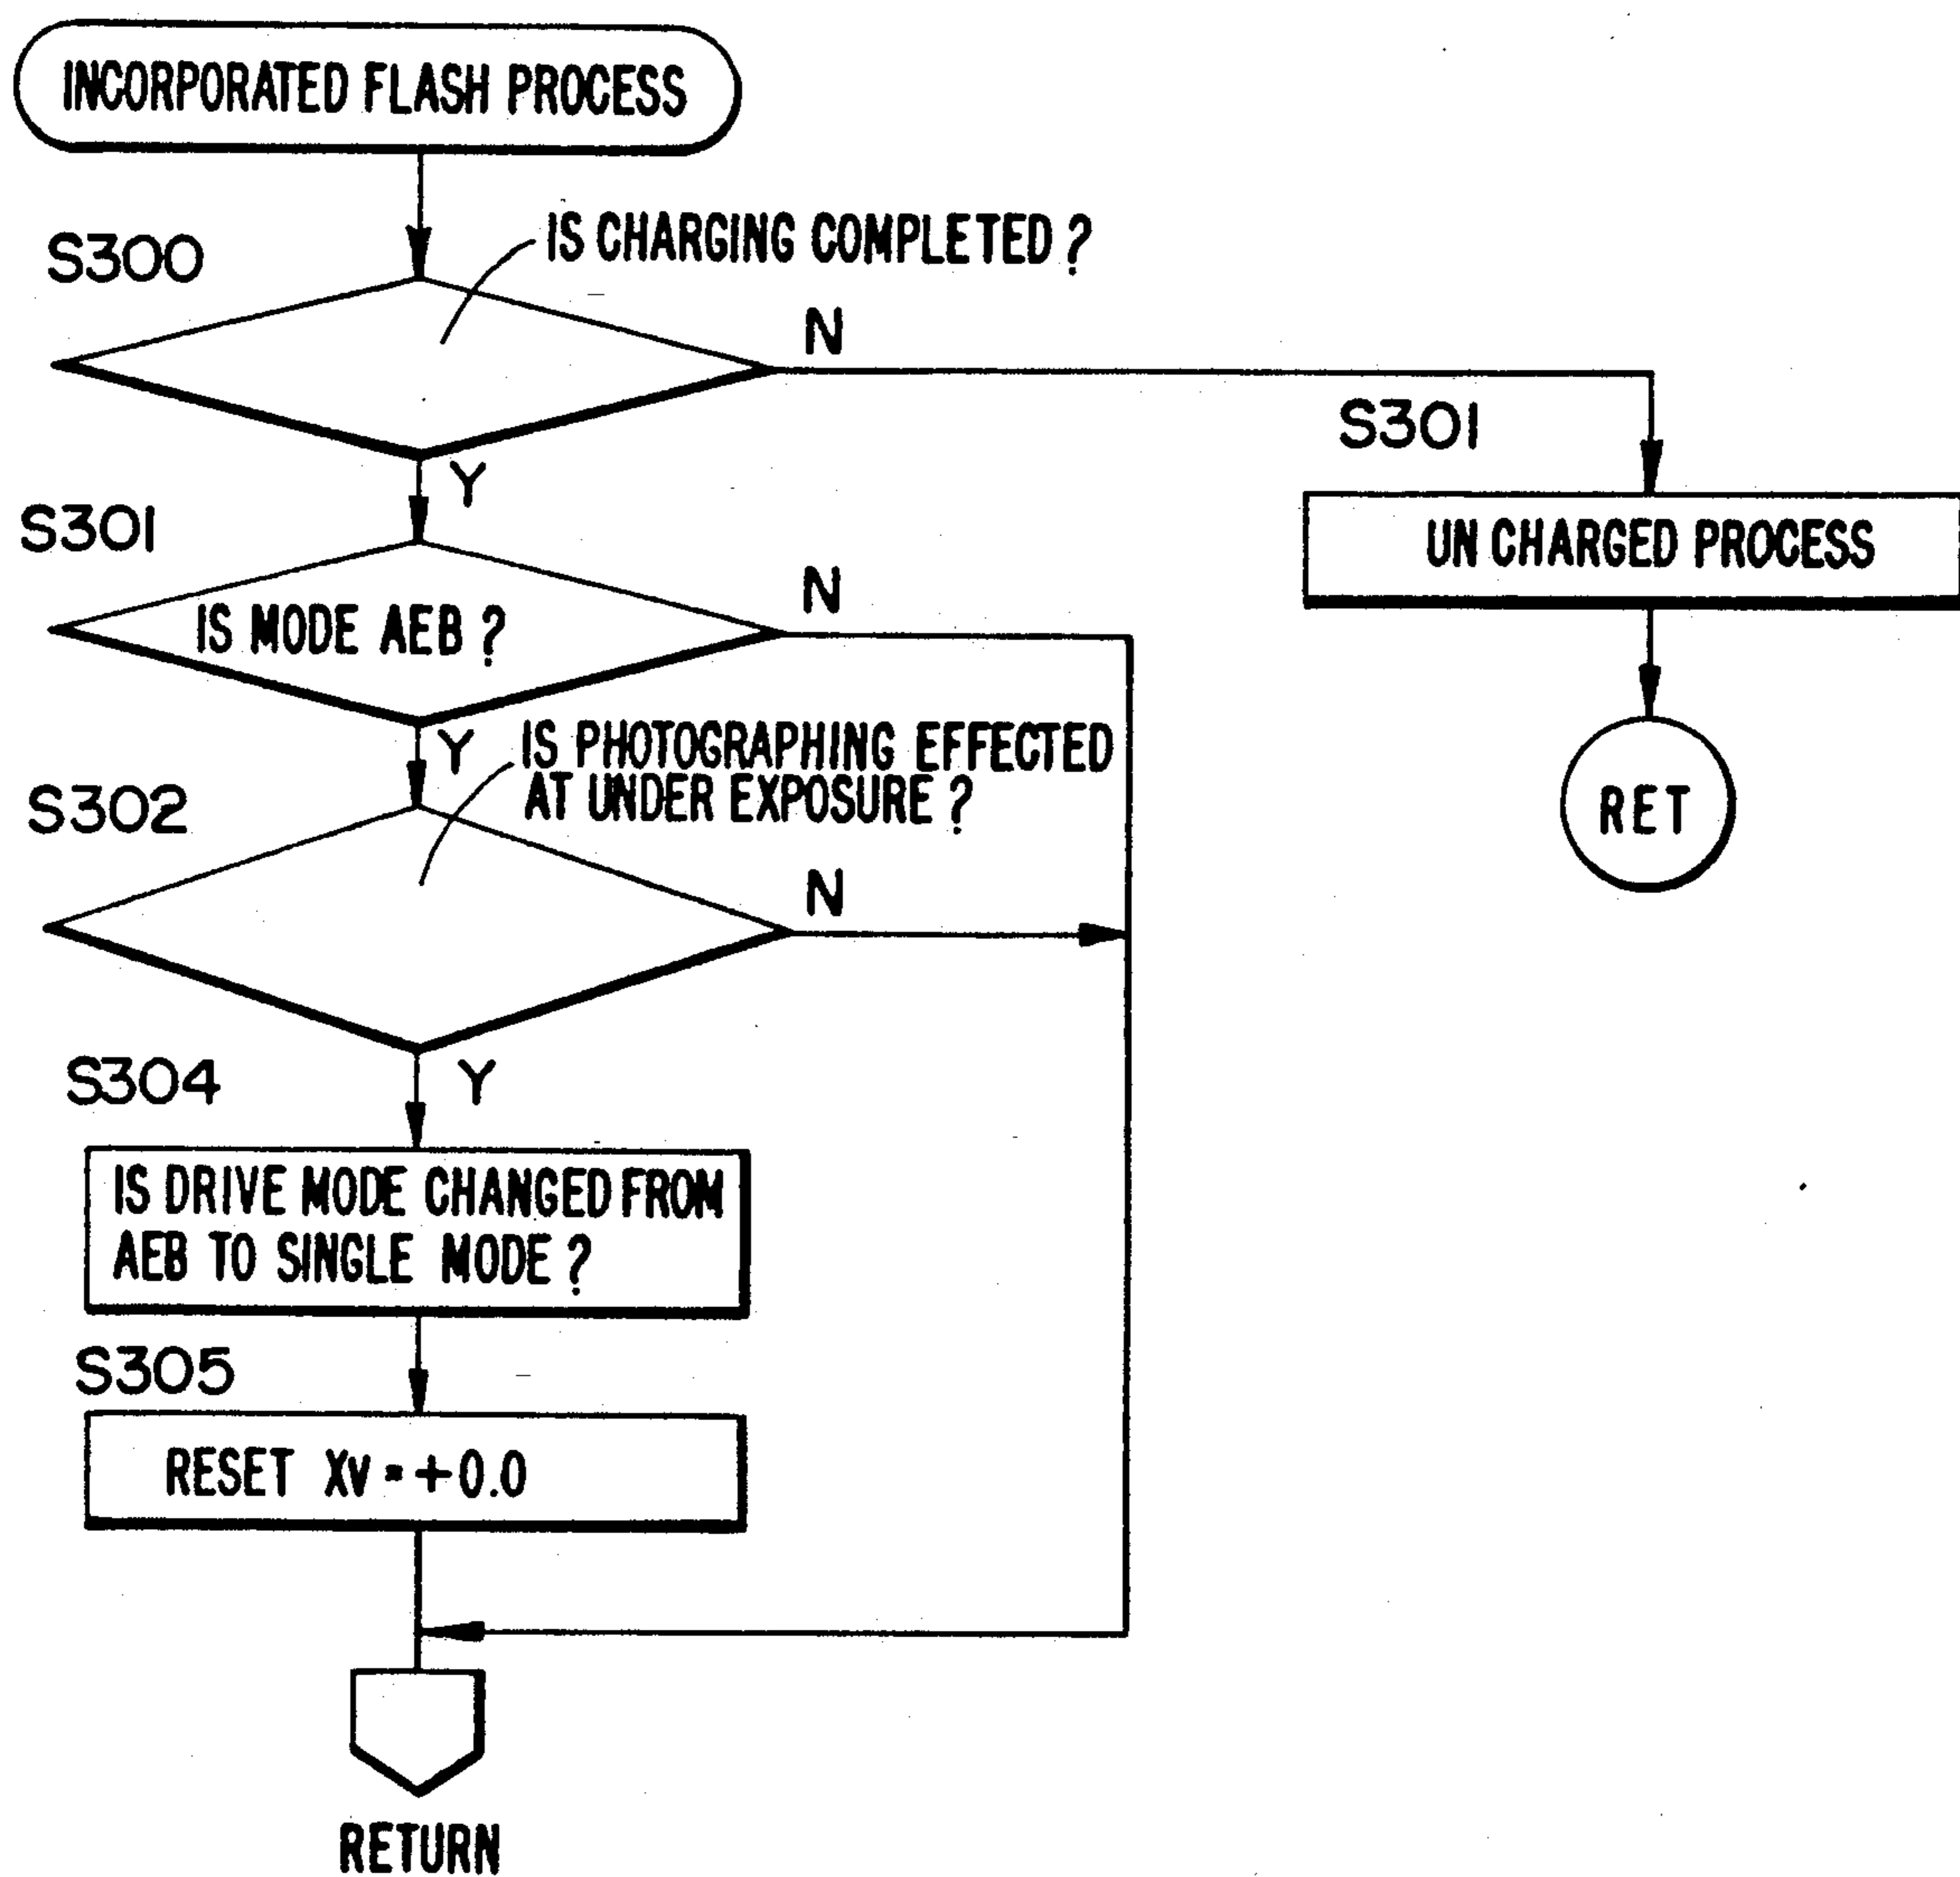 INCORPORATED FLASH PROCESS
S300
IS CHARGING COMPLETED ?
N
Y
S301
UN CHARGED PROCESS
RET
S301
IS MODE AEB ?
N
Y
S302
IS PHOTOGRAPHING EFFECTED
AT UNDER EXPOSURE ?
N
Y
S304
IS DRIVE MODE CHANGED FROM
AEB TO SINGLE MODE ?
S305
RESET XV = +0.0
RETURN